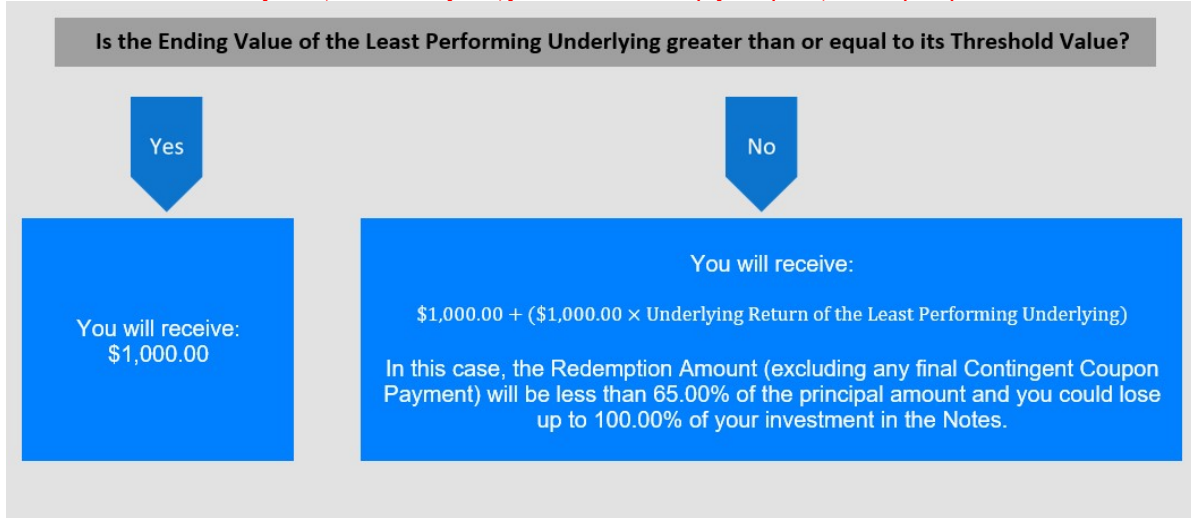 Is the Ending Value of the Least Performing Underlying greater than or equal to its Threshold Value?
Yes
No
You will receive:
$1,000.00
You will receive:
$1,000.00 + ($1,000.00 × Underlying Return of the Least Performing Underlying)
In this case, the Redemption Amount (excluding any final Contingent Coupon
Payment) will be less than 65.00% of the principal amount and you could lose
up to 100.00% of your investment in the Notes.